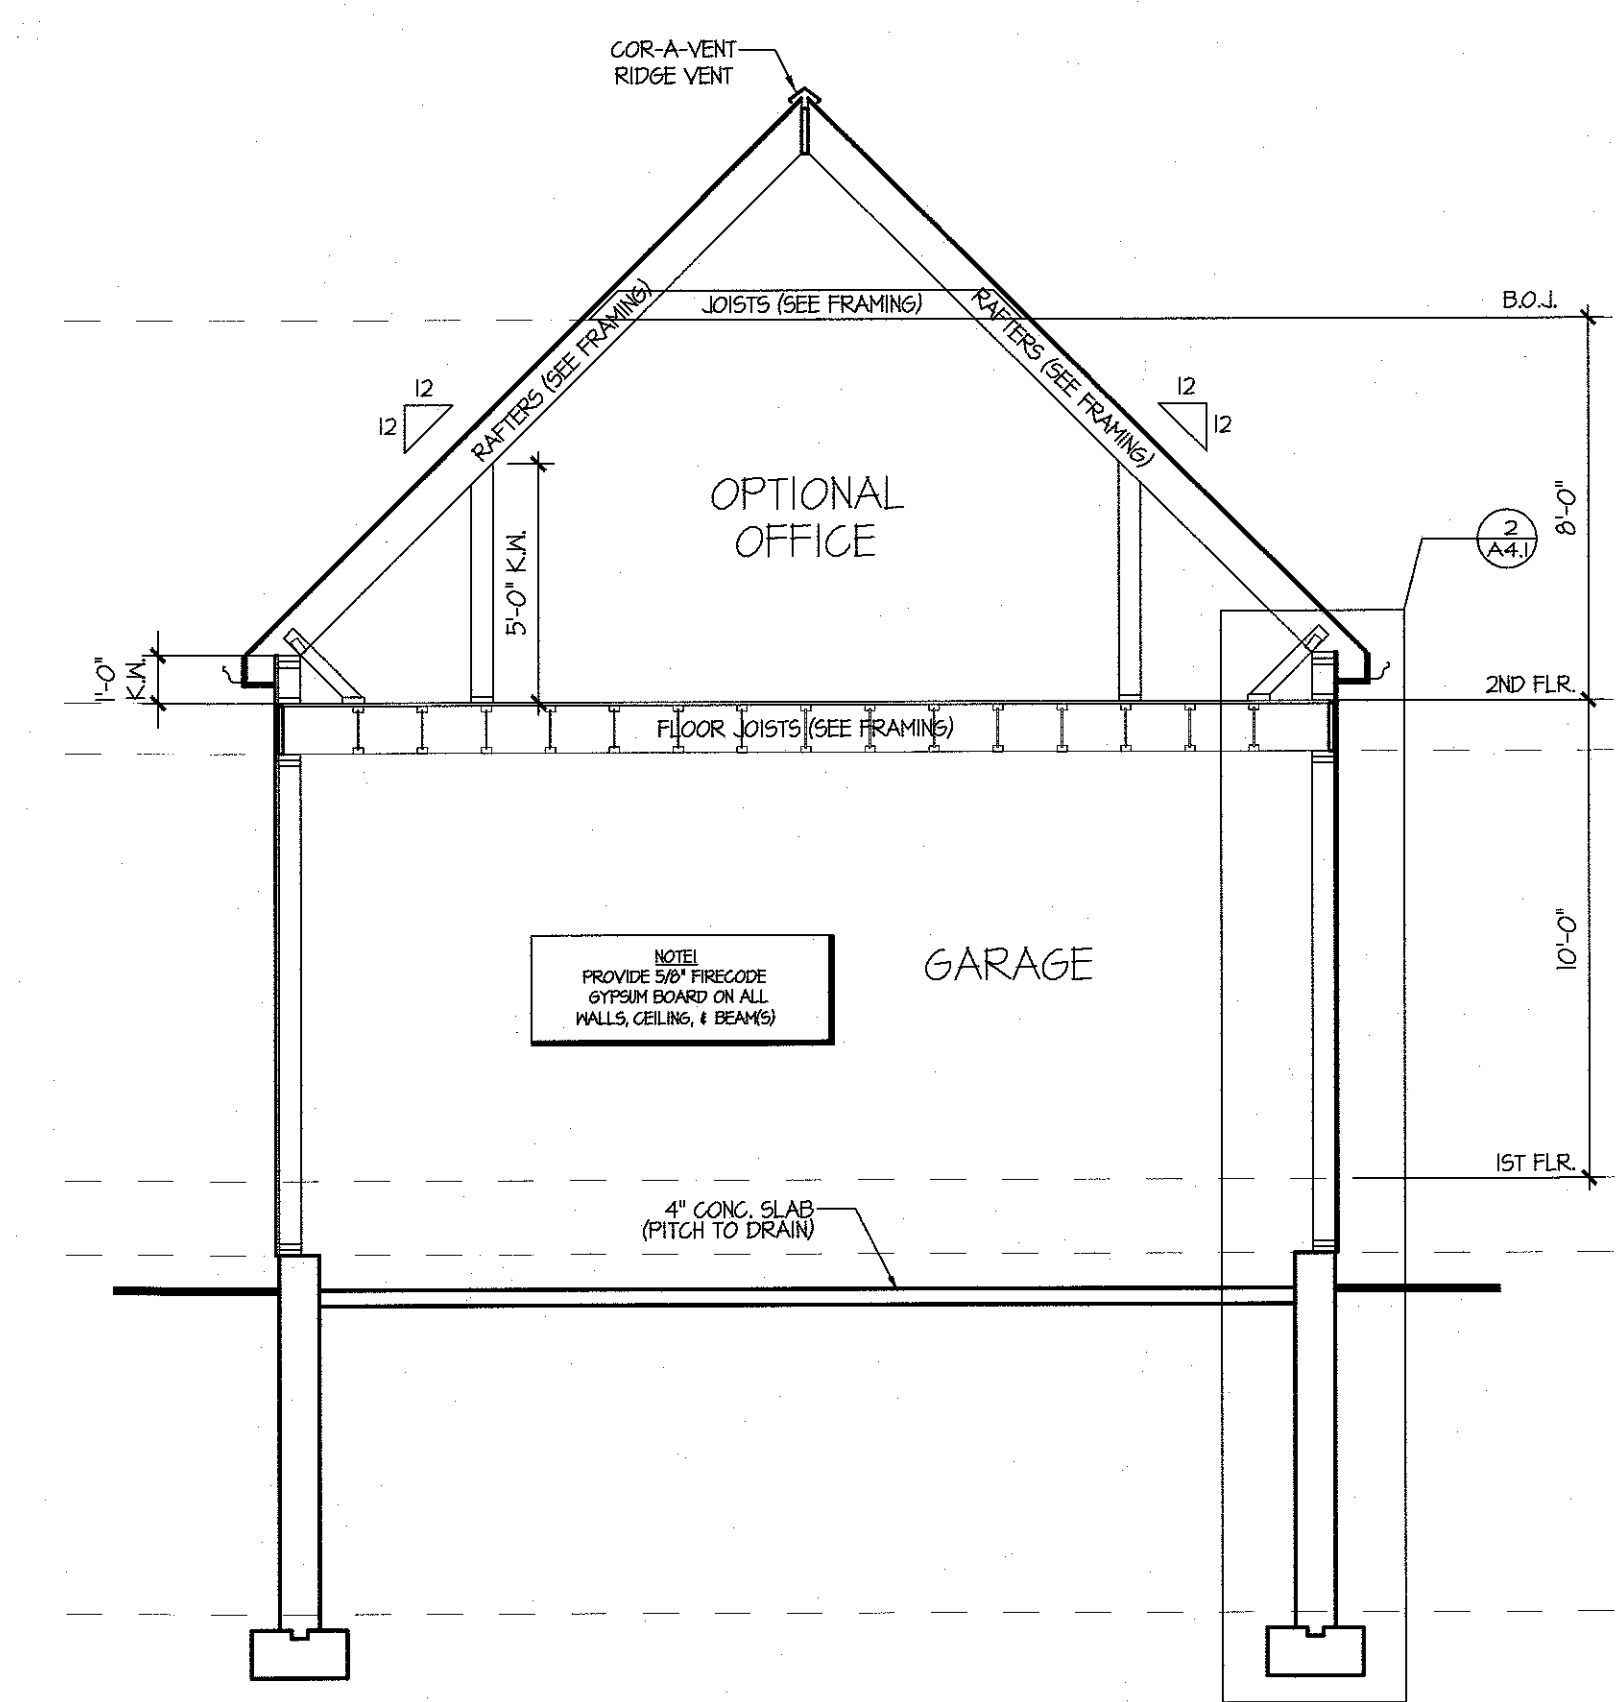 COR-A-VENT
RIDGE VENT
JOISTS (SEE FRAMING)
B.O.J.
RAFTERS (SEE FRAMING)
RAFTERS (SEE FRAMING)
12
12
12
12
OPTIONAL
OFFICE
8'-0"
2
A4.1
5'-0" K.W.
1'-0"
K.W.
2ND FLR.
FLOOR JOISTS (SEE FRAMING)
GARAGE
10'-0"
NOTE!
PROVIDE 5/8" FIRECODE
GYPSUM BOARD ON ALL
WALLS, CEILING, & BEAM(S)
1ST FLR.
4" CONC. SLAB
(PITCH TO DRAIN)